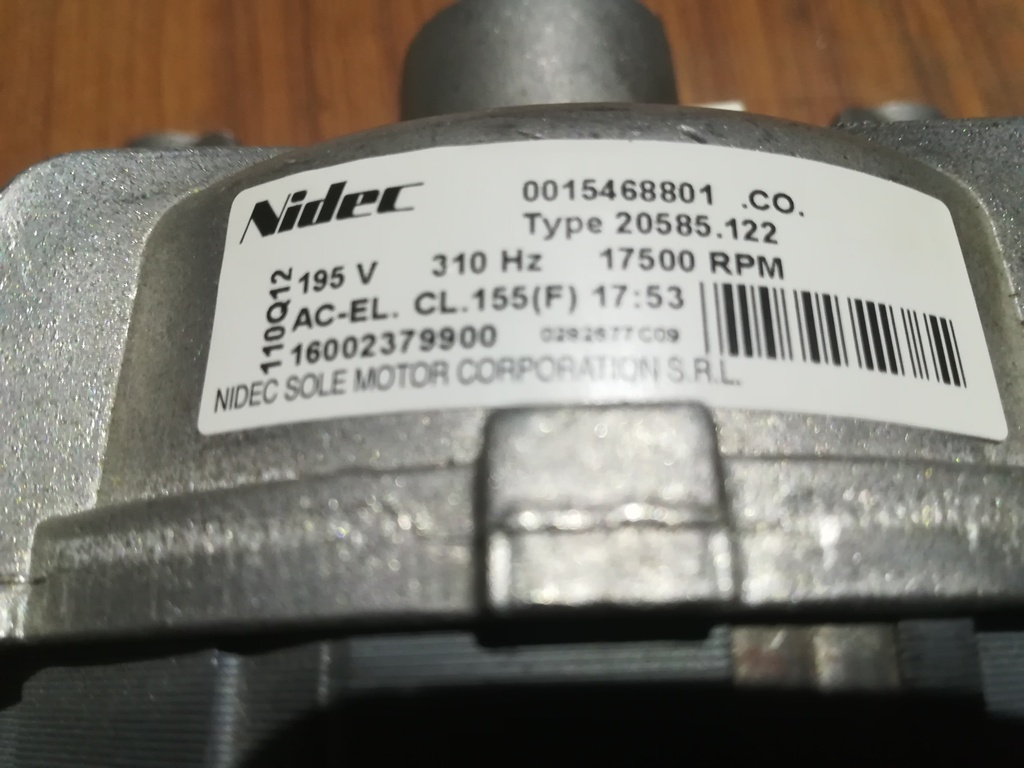 Nidec
0015468801 .CO.
Type 20585.122
195 V 310 Hz 17500 RPM
110Q12
AC-EL. CL.155(F) 17:53
16002379900
NIDEC SOLE MOTOR CORPORATION S.R.L.